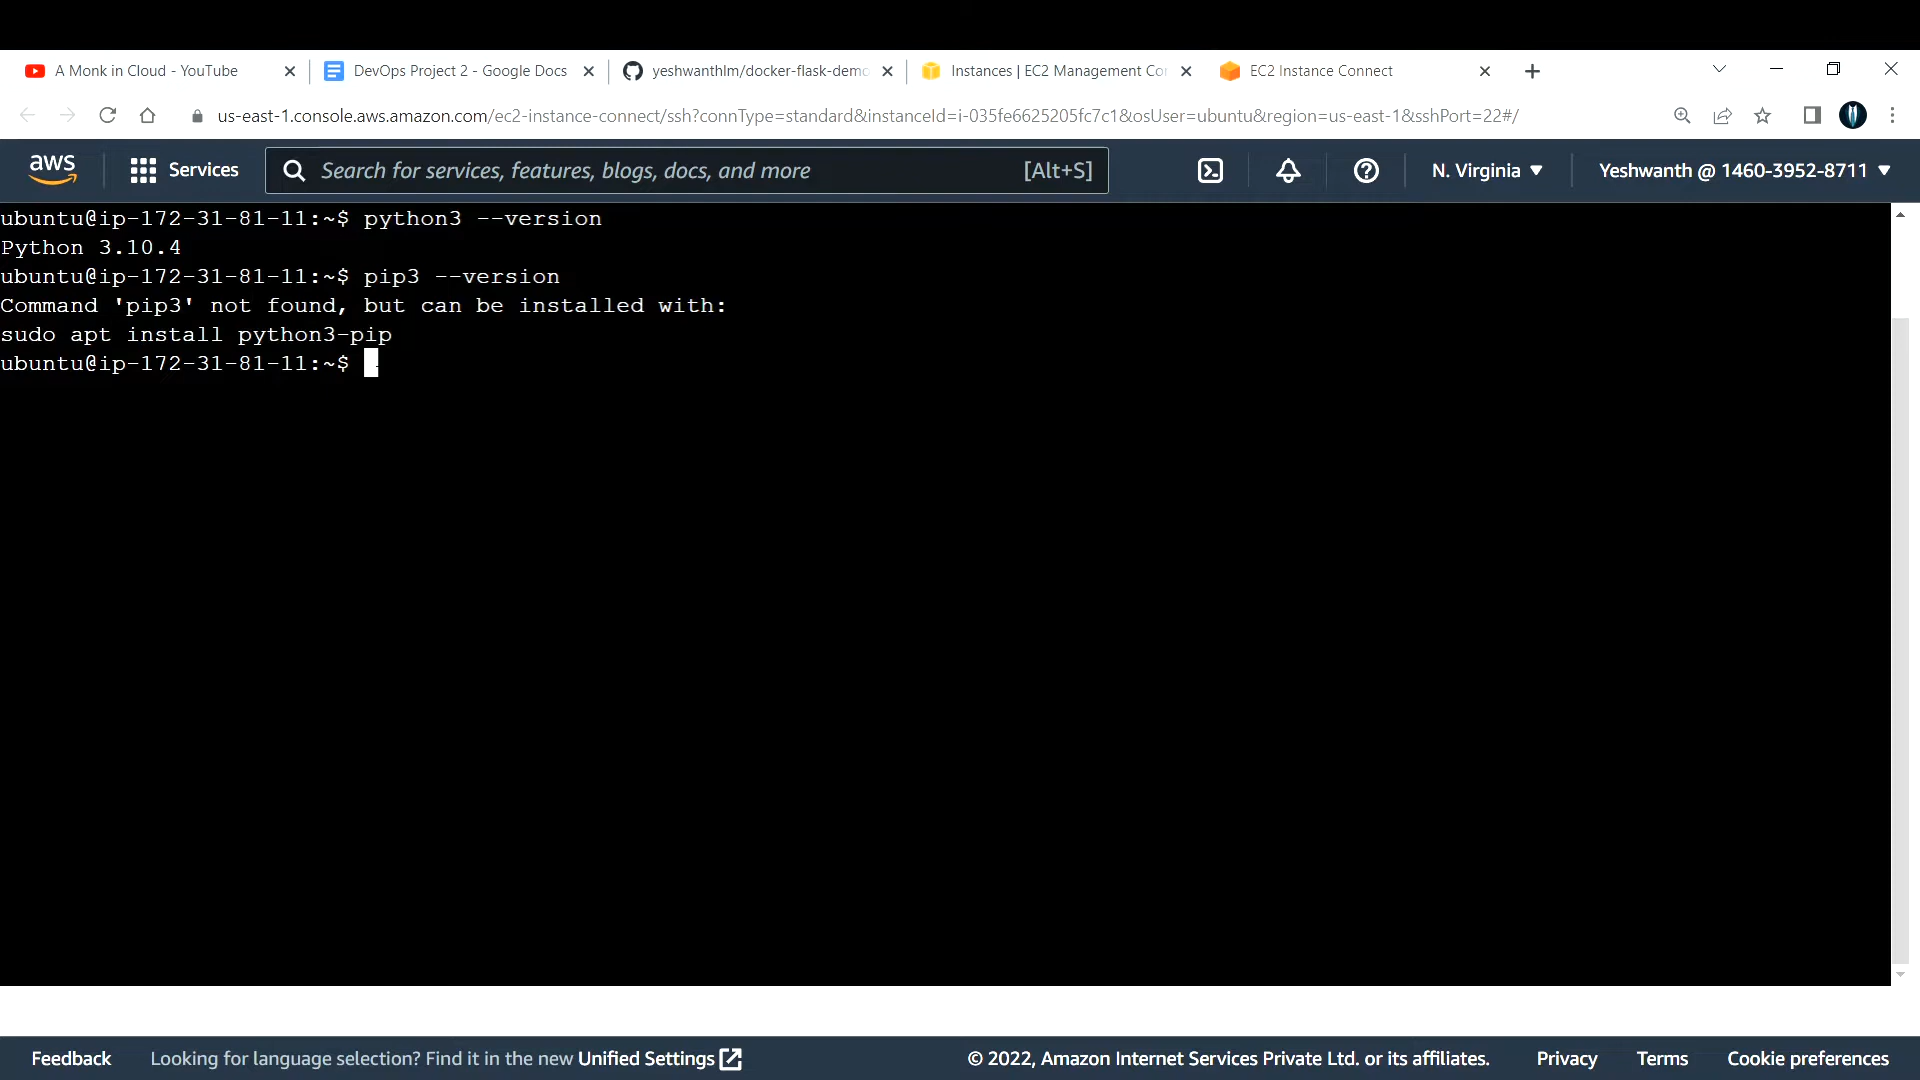 A Monk in Cloud - YouTube
DevOps Project 2 - Google Docs
yeshwanthlm/docker-flask-demo
Instances | EC2 Management Co
EC2 Instance Connect
us-east-1.console.aws.amazon.com/ec2-instance-connect/ssh?connType=standard&instanceId=i-035fe6625205fc7c1&osUser=ubuntu&region=us-east-1&sshPort=22#/
aws
Services
Search for services, features, blogs, docs, and more
[Alt+S]
N. Virginia
Yeshwanth @ 1460-3952-8711
ubuntu@ip-172-31-81-11:~$ python3 --version
Python 3.10.4
ubuntu@ip-172-31-81-11:~$ pip3 --version
Command 'pip3' not found, but can be installed with:
sudo apt install python3-pip
ubuntu@ip-172-31-81-11:~$
Feedback
Looking for language selection? Find it in the new Unified Settings
© 2022, Amazon Internet Services Private Ltd. or its affiliates.
Privacy
Terms
Cookie preferences